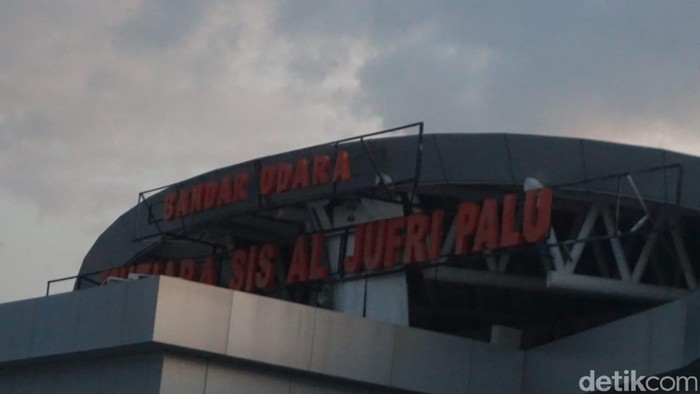 BANDAR UDARA
SIS AL JUFRI PALU
detikcom